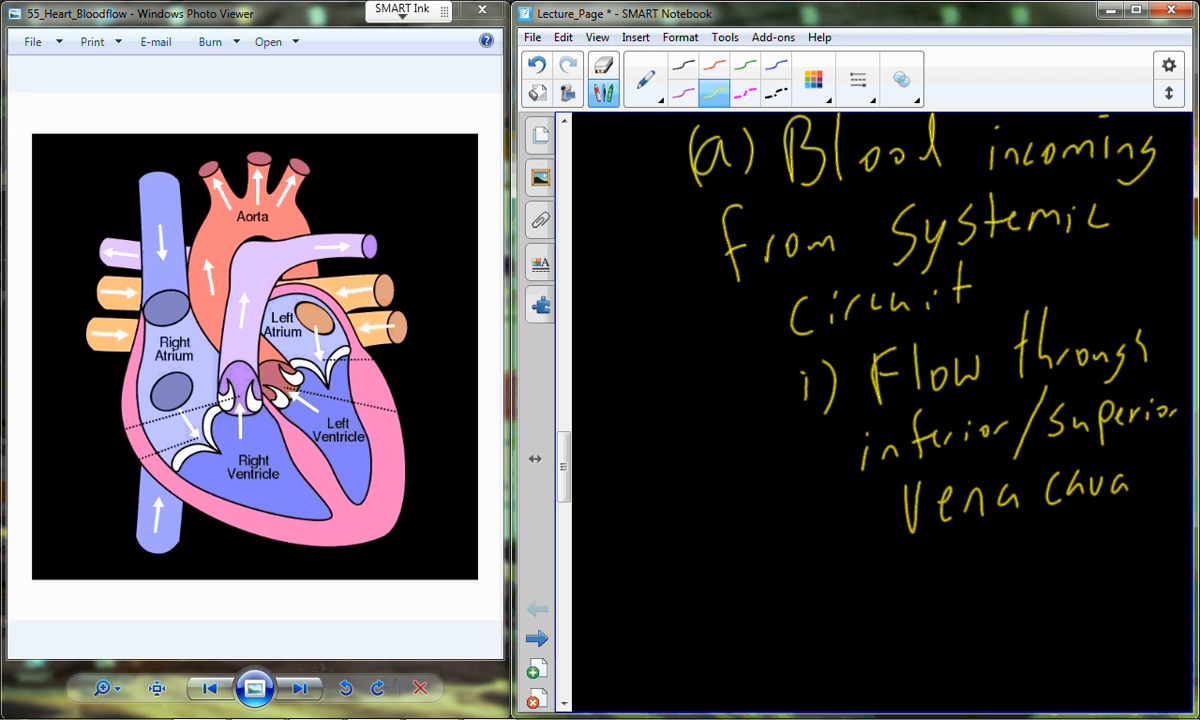 55_Heart_Bloodflow - Windows Photo Viewer
SMART Ink
File Print E-mail Burn Open
Aorta
Left
Atrium
Right
Atrium
Left
Ventricle
Right
Ventricle
Lecture_Page * - SMART Notebook
File Edit View Insert Format Tools Add-ons Help
(a) Blood incoming
from systemic
circuit
i) Flow through
inferior/superior
vena cava